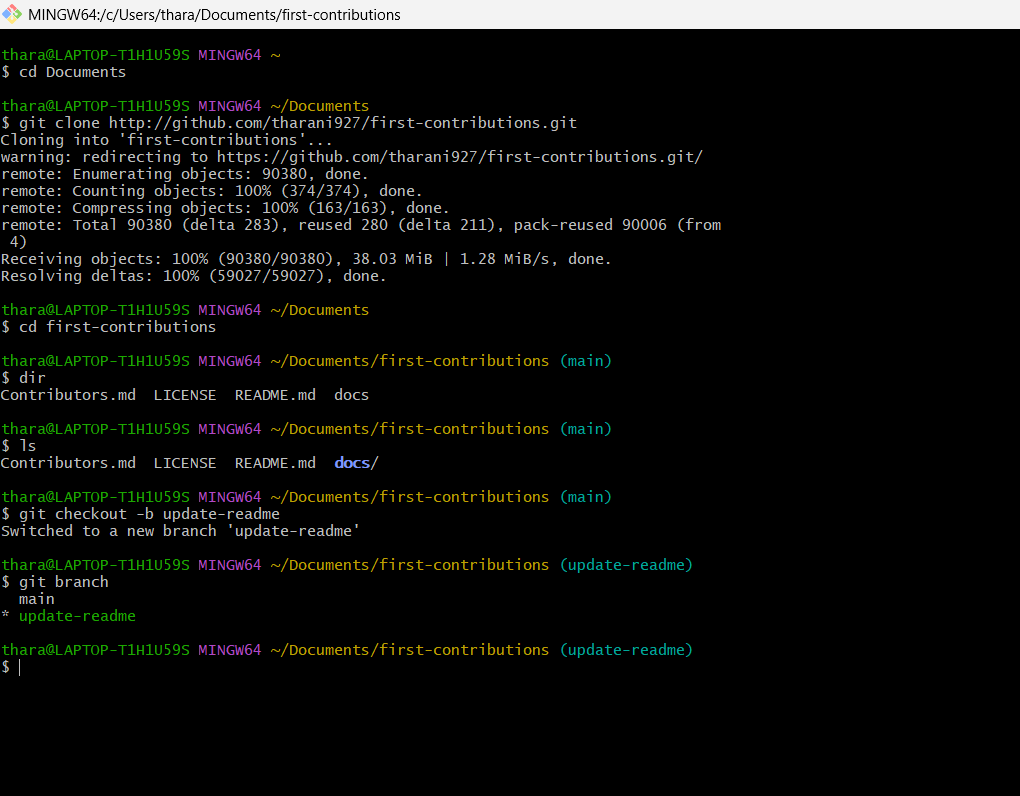 MINGW64:/c/Users/thara/Documents/first-contributions
thara@LAPTOP-T1H1U59S MINGW64 ~
$ cd Documents
thara@LAPTOP-T1H1U59S MINGW64 ~/Documents
$ git clone http://github.com/tharani927/first-contributions.git
Cloning into 'first-contributions'...
warning: redirecting to https://github.com/tharani927/first-contributions.git/
remote: Enumerating objects: 90380, done.
remote: Counting objects: 100% (374/374), done.
remote: Compressing objects: 100% (163/163), done.
remote: Total 90380 (delta 283), reused 280 (delta 211), pack-reused 90006 (from
 4)
Receiving objects: 100% (90380/90380), 38.03 MiB | 1.28 MiB/s, done.
Resolving deltas: 100% (59027/59027), done.
thara@LAPTOP-T1H1U59S MINGW64 ~/Documents
$ cd first-contributions
thara@LAPTOP-T1H1U59S MINGW64 ~/Documents/first-contributions (main)
$ dir
Contributors.md  LICENSE  README.md  docs
thara@LAPTOP-T1H1U59S MINGW64 ~/Documents/first-contributions (main)
$ ls
Contributors.md  LICENSE  README.md  docs/
thara@LAPTOP-T1H1U59S MINGW64 ~/Documents/first-contributions (main)
$ git checkout -b update-readme
Switched to a new branch 'update-readme'
thara@LAPTOP-T1H1U59S MINGW64 ~/Documents/first-contributions (update-readme)
$ git branch
  main
* update-readme
thara@LAPTOP-T1H1U59S MINGW64 ~/Documents/first-contributions (update-readme)
$